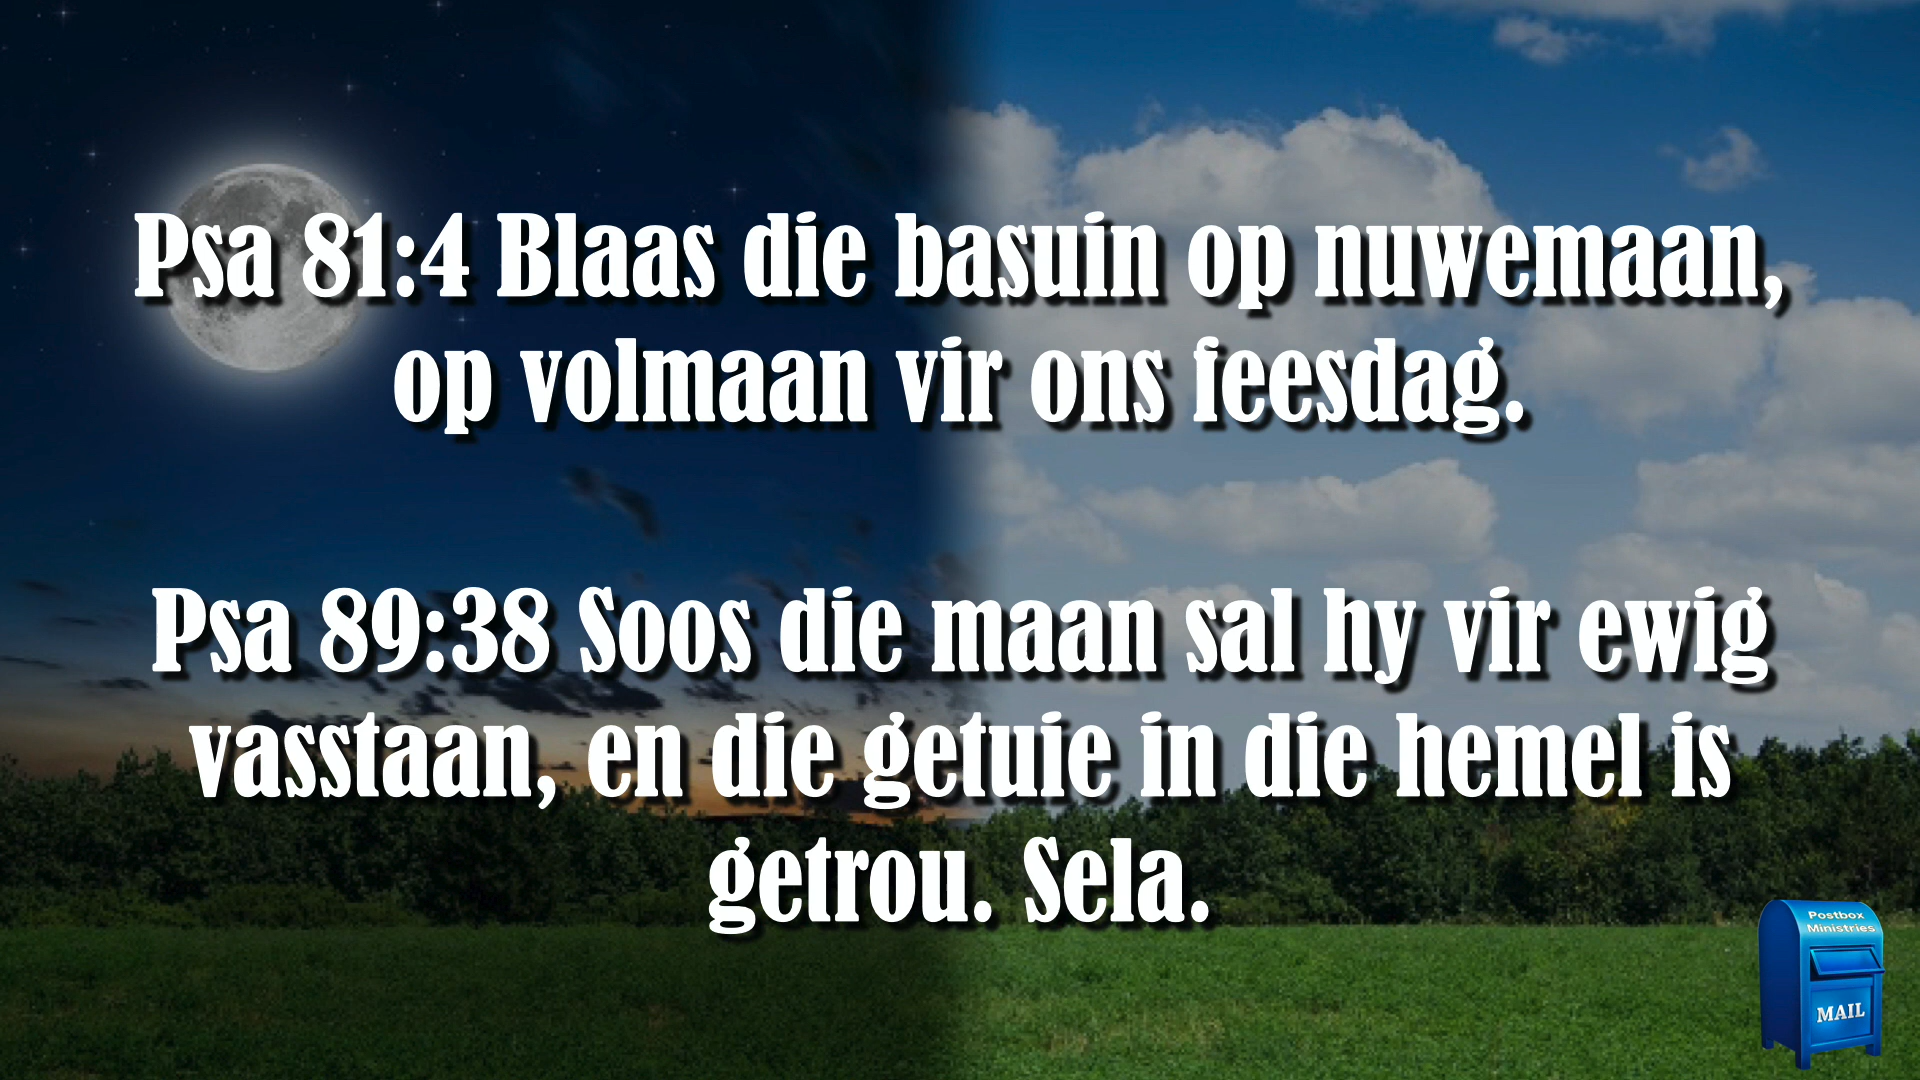 Psa 81:4 Blaas die basuin op nuwemaan,
op volmaan vir ons feesdag.
Psa 89:38 Soos die maan sal hy vir ewig
vasstaan, en die getuie in die hemel is
getrou. Sela.
Postbox
Ministries
MAIL